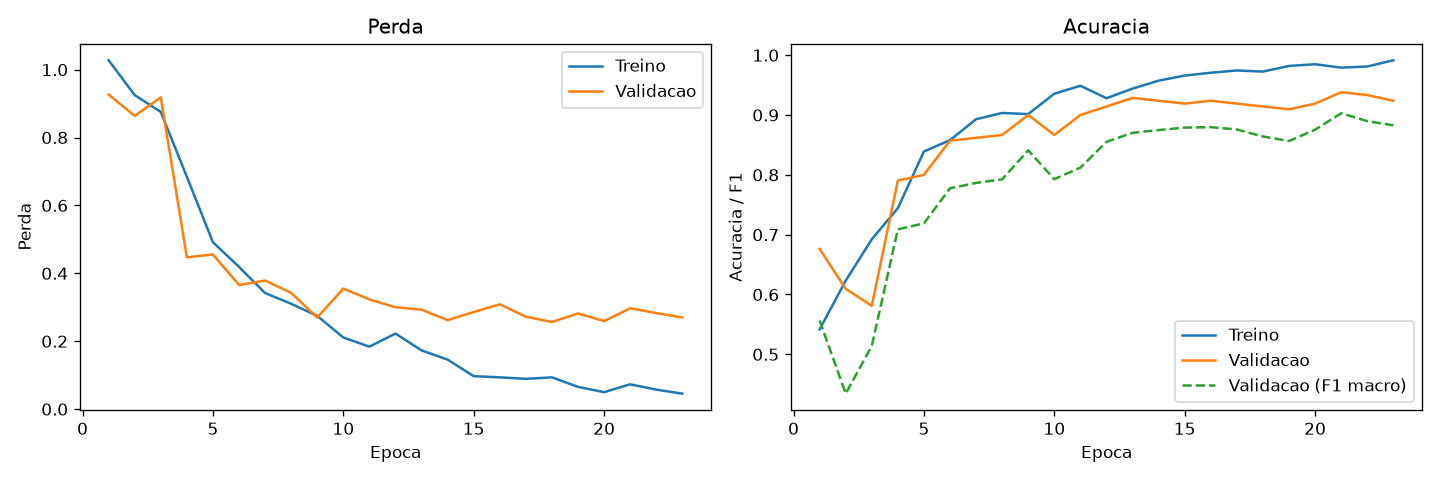 Perda
1.0
0.8
0.6
0.4
0.2
0.0
Perda
0
5
10
15
20
Epoca
Treino
Validacao
Acuracia
1.0
0.9
0.8
0.7
0.6
0.5
Acuracia / F1
0
5
10
15
20
Epoca
Treino
Validacao
Validacao (F1 macro)